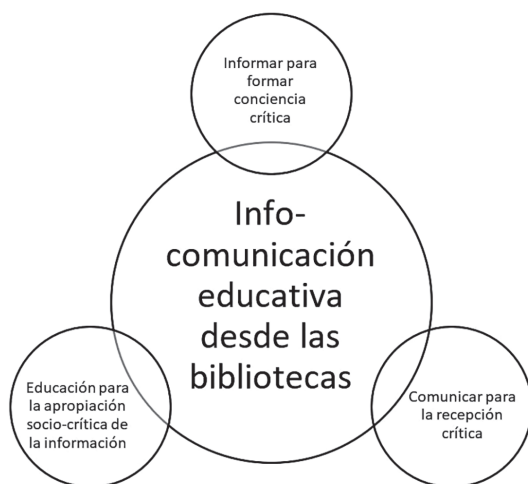 Informar para
formar
conciencia
crítica
Info-
comunicación
educativa
desde las
bibliotecas
Educación para
la apropiación
socio-crítica de
la información
Comunicar para
la recepción
crítica